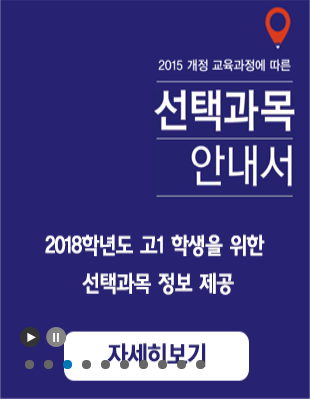 2015 개정 교육과정에 따른
선택과목
안내서
2018학년도 고1 학생을 위한
선택과목 정보 제공
자세히보기